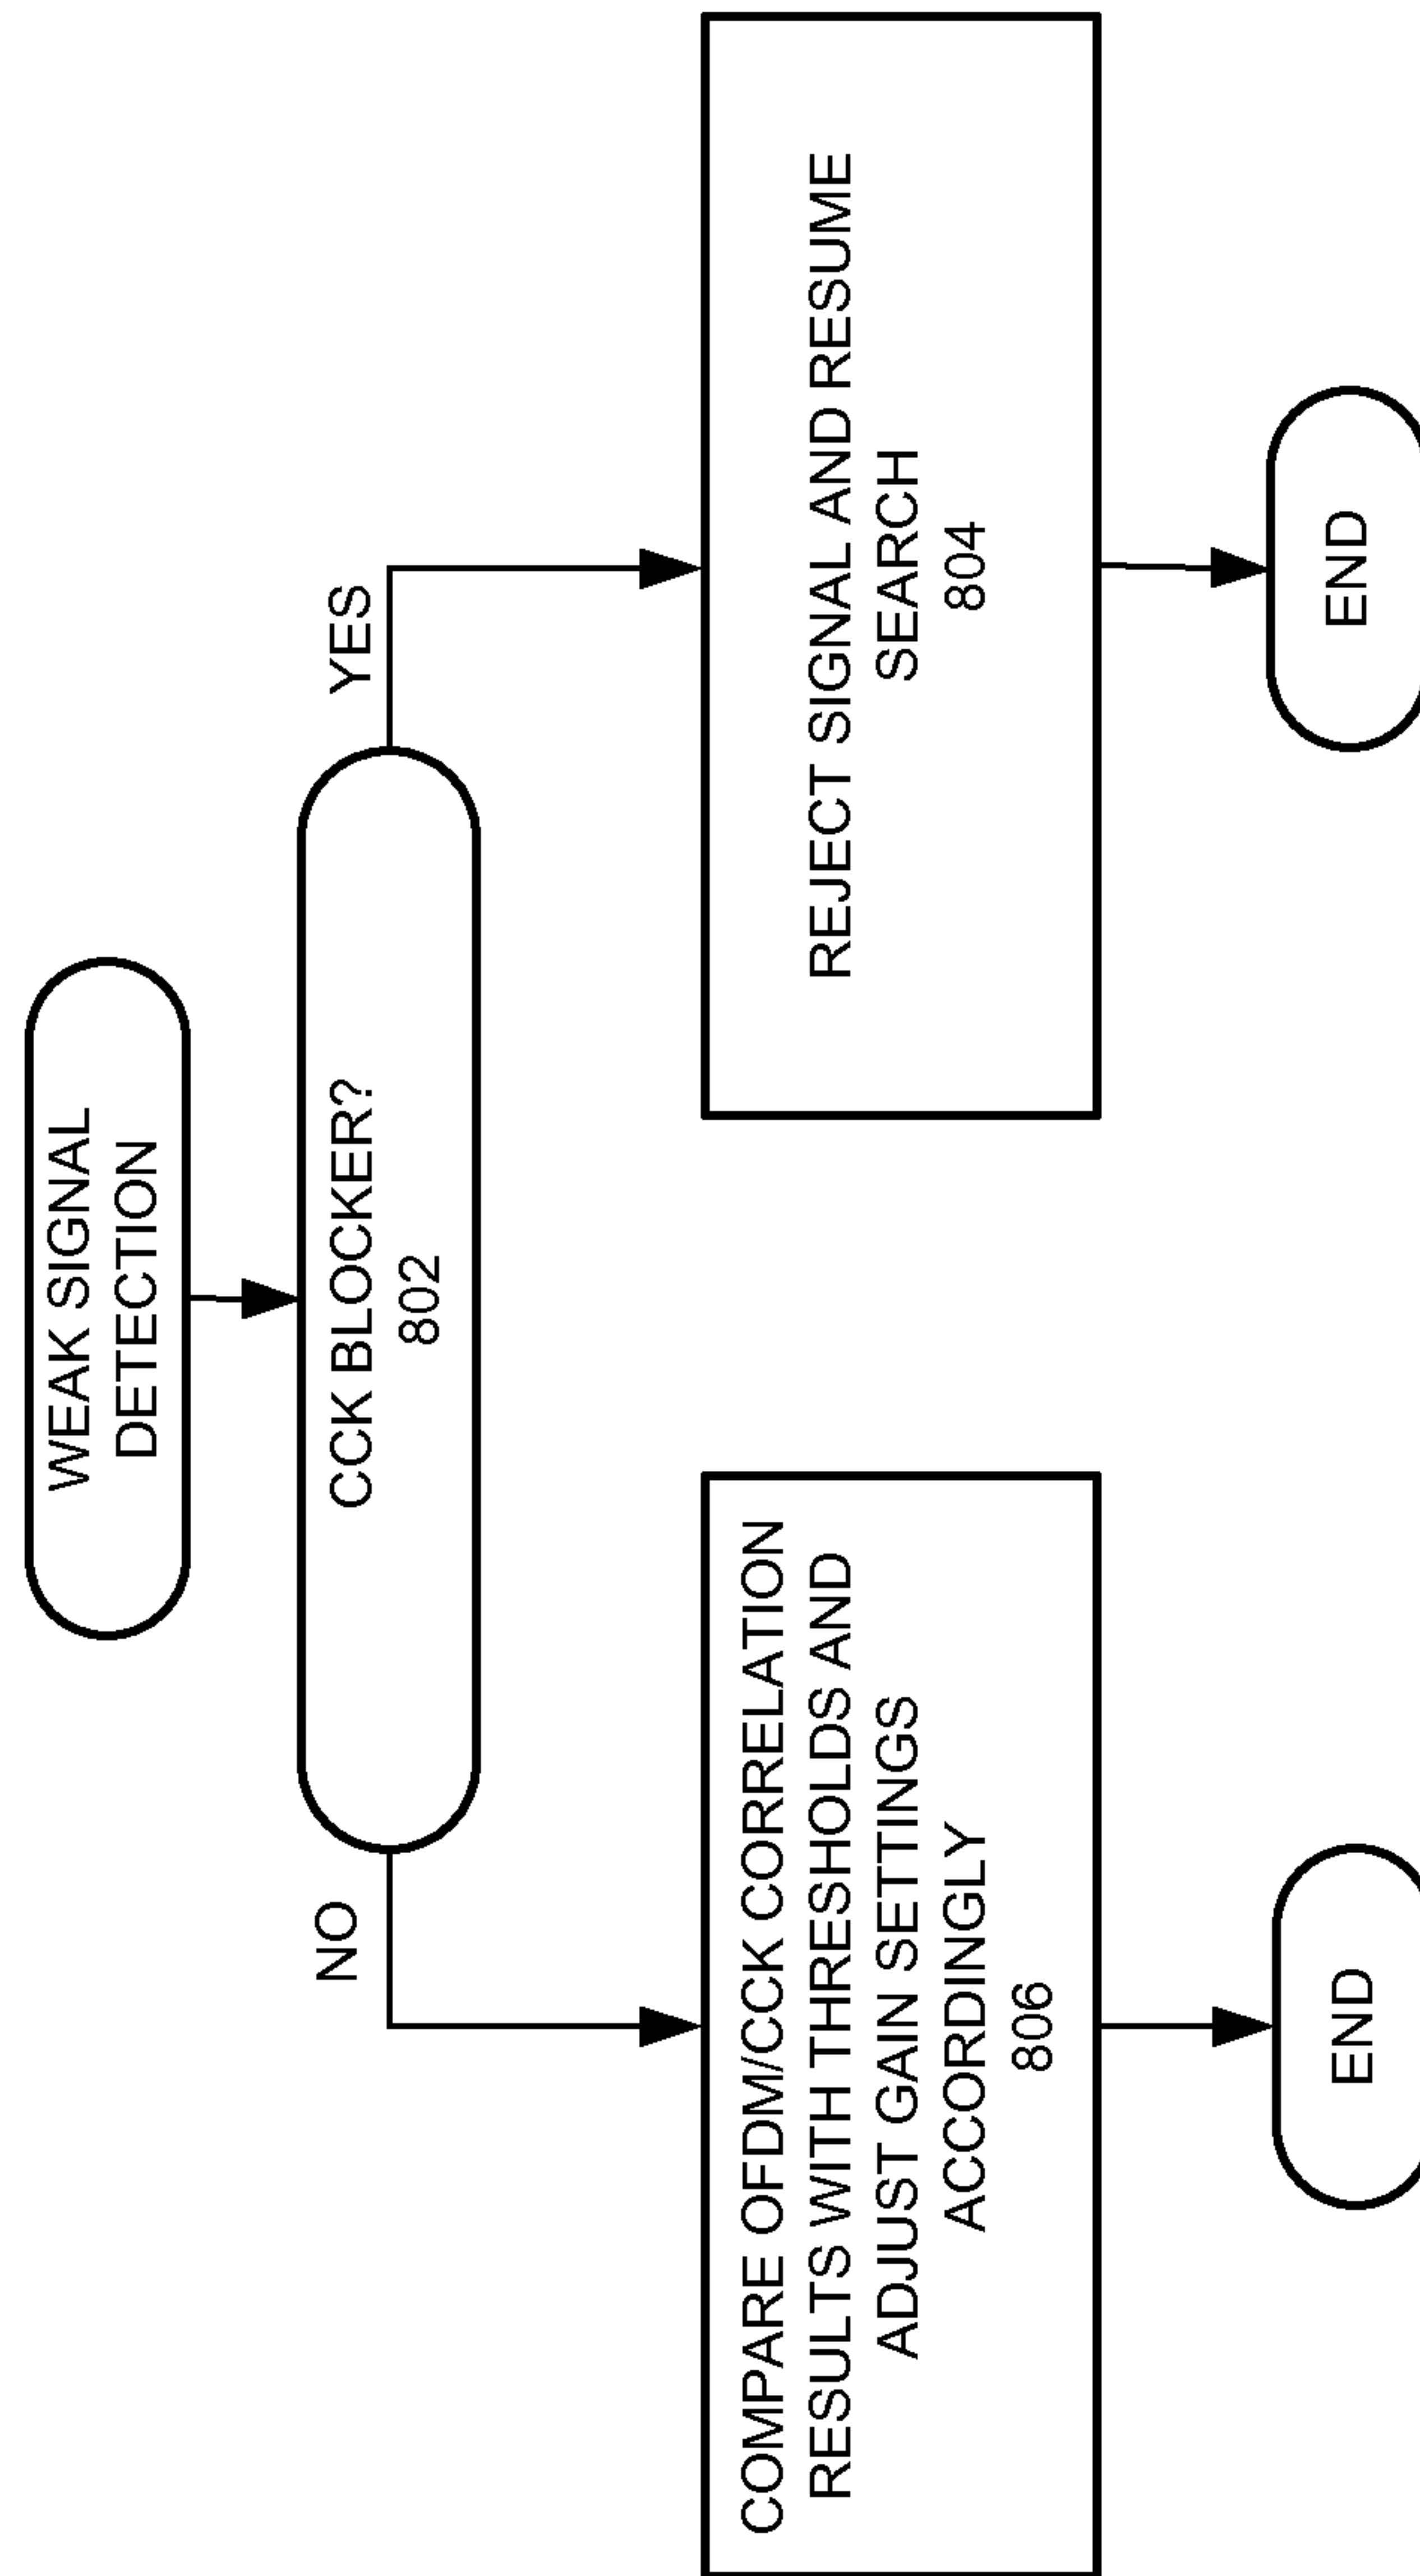 WEAK SIGNAL
DETECTION
CCK BLOCKER?
802
NO
YES
COMPARE OFDM/CCK CORRELATION
RESULTS WITH THRESHOLDS AND
ADJUST GAIN SETTINGS
ACCORDINGLY
806
REJECT SIGNAL AND RESUME
SEARCH
804
END
END